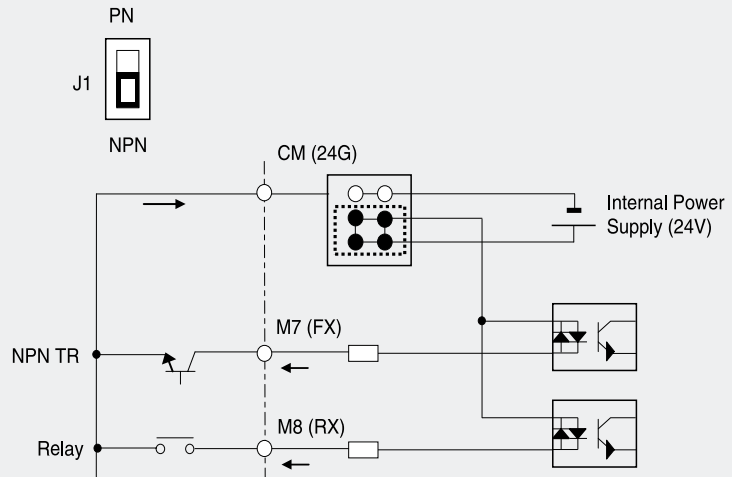 PN
J1
NPN
CM (24G)
Internal Power
Supply (24V)
M7 (FX)
NPN TR
M8 (RX)
Relay